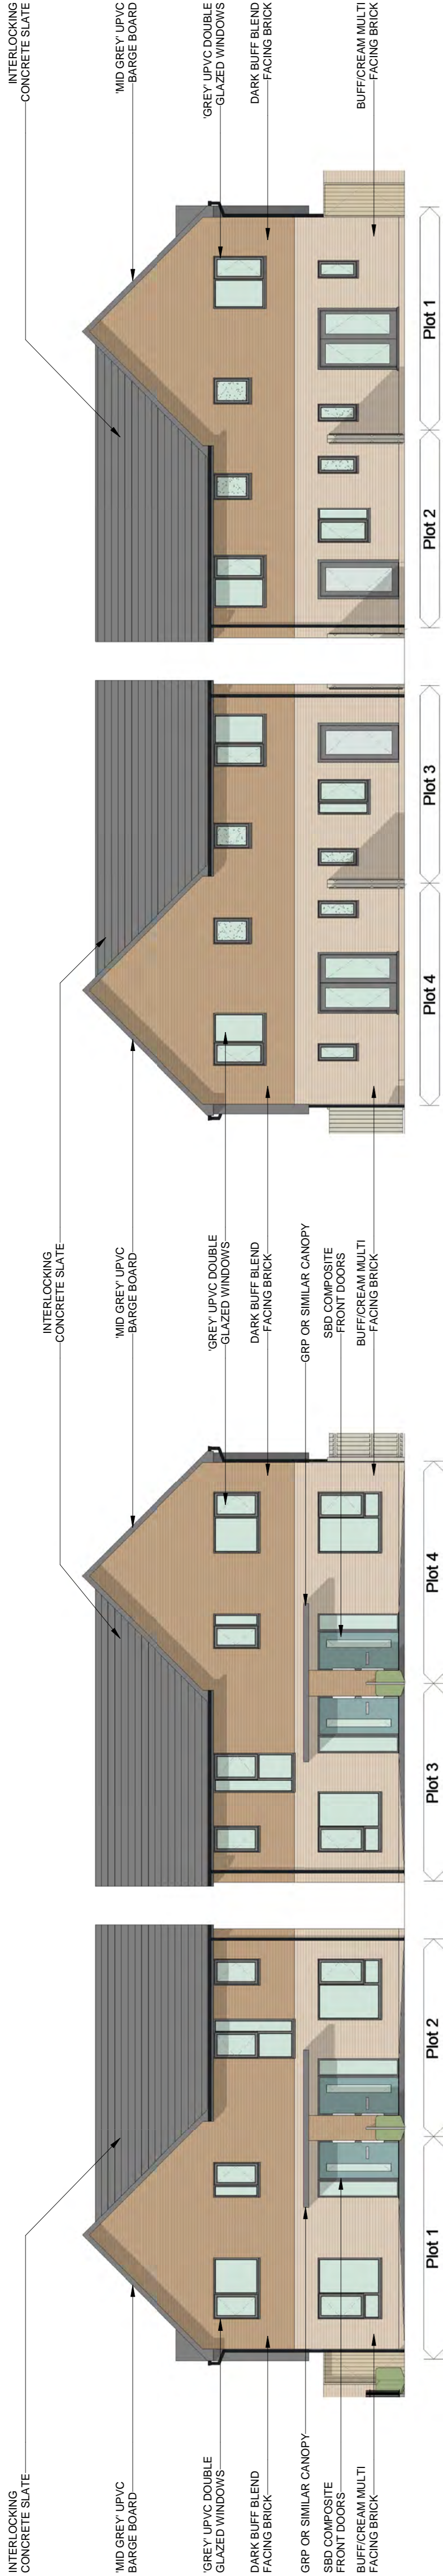 INTERLOCKING
CONCRETE SLATE
'MID GREY' UPVC
BARGE BOARD
'GREY' UPVC DOUBLE
GLAZED WINDOWS
DARK BUFF BLEND
FACING BRICK
GRP OR SIMILAR CANOPY
SBD COMPOSITE
FRONT DOORS
BUFF/CREAM MULTI
FACING BRICK
Plot 1
Plot 2
Plot 3
Plot 4
INTERLOCKING
CONCRETE SLATE
'MID GREY' UPVC
BARGE BOARD
'GREY' UPVC DOUBLE
GLAZED WINDOWS
DARK BUFF BLEND
FACING BRICK
GRP OR SIMILAR CANOPY
SBD COMPOSITE
FRONT DOORS
BUFF/CREAM MULTI
FACING BRICK
Plot 4
Plot 3
Plot 2
Plot 1
INTERLOCKING
CONCRETE SLATE
'MID GREY' UPVC
BARGE BOARD
'GREY' UPVC DOUBLE
GLAZED WINDOWS
DARK BUFF BLEND
FACING BRICK
BUFF/CREAM MULTI
FACING BRICK